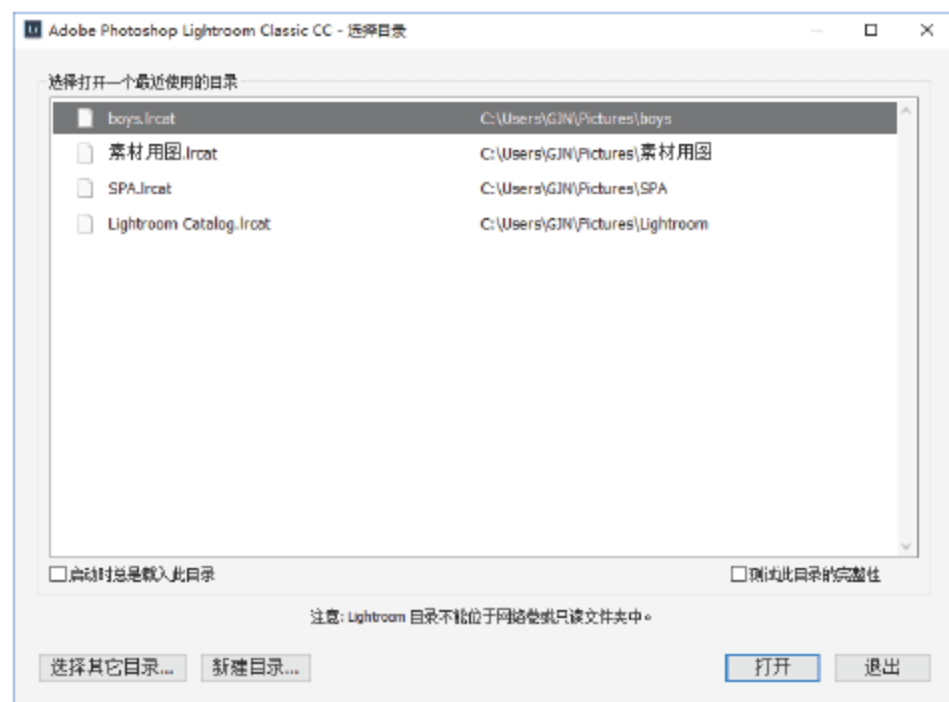 Adobe Photoshop Lightroom Classic CC - 选择目录
选择打开一个最近使用的目录
boys.lrcat C:\Users\GJN\Pictures\boys
素材用图.lrcat C:\Users\GJN\Pictures\素材用图
SPA.lrcat C:\Users\GJN\Pictures\SPA
Lightroom Catalog.lrcat C:\Users\GJN\Pictures\Lightroom
启动时总是载入此目录 测试此目录的完整性
注意: Lightroom 目录不能位于网络卷或只读文件夹中。
选择其它目录... 新建目录... 打开 退出